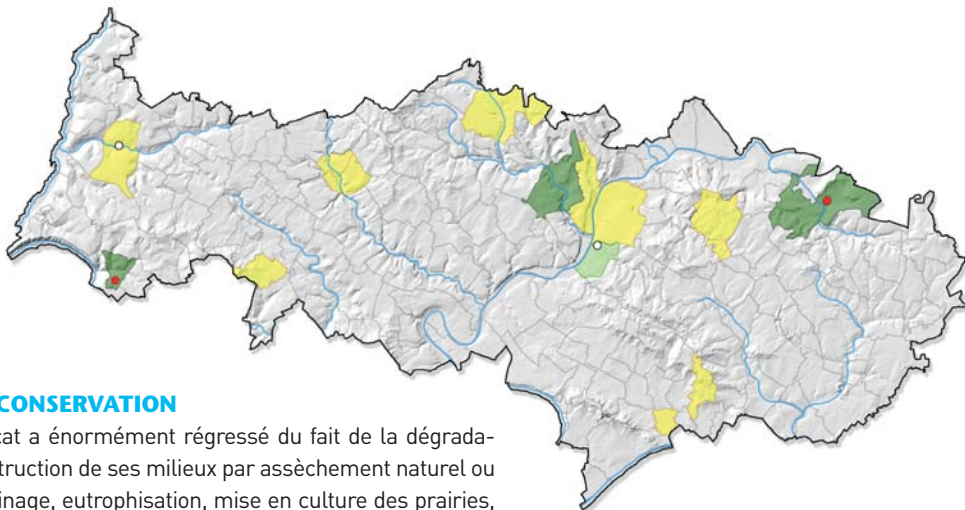 CONSERVATION
cat a énormément régressé du fait de la dégrada-
truction de ses milieux par assèchement naturel ou
inage, eutrophisation, mise en culture des prairies,